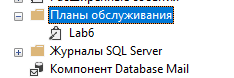 Планы обслуживания
Lab6
Журналы SQL Server
Компонент Database Mail